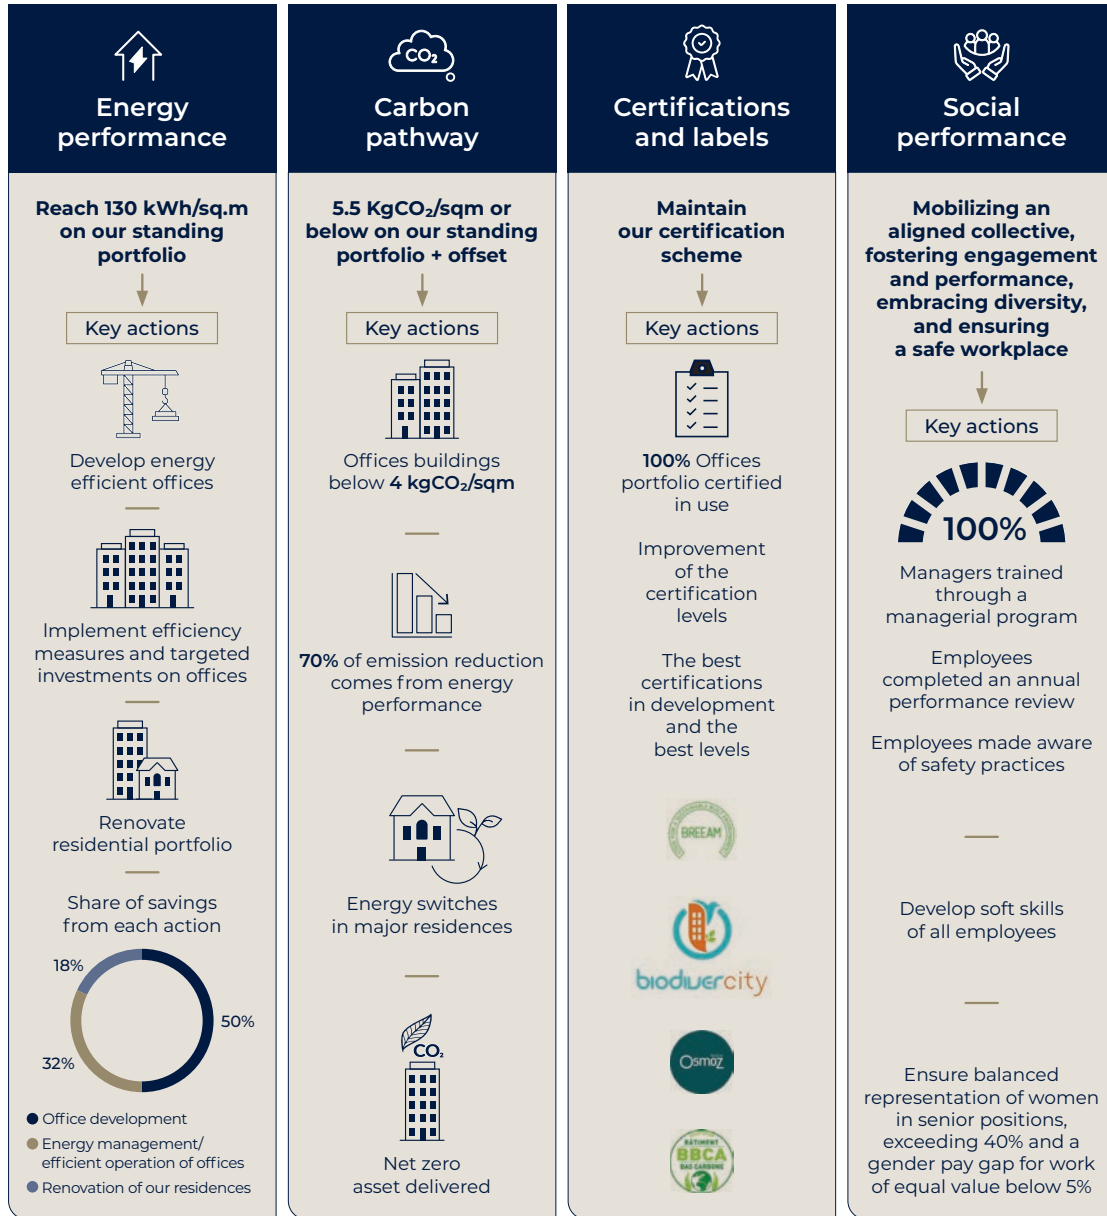 Energy
performance
Reach 130 kWh/sq.m
on our standing
portfolio
Key actions
Develop energy
efficient offices
Implement efficiency
measures and targeted
investments on offices
Renovate
residential portfolio
Share of savings
from each action
18%
50%
32%
Office development
Energy management/
efficient operation of offices
Renovation of our residences
CO₂
Carbon
pathway
5.5 KgCO₂/sqm or
below on our standing
portfolio + offset
Key actions
Offices buildings
below 4 kgCO₂/sqm
70% of emission reduction
comes from energy
performance
Energy switches
in major residences
CO₂
Net zero
asset delivered
Certifications
and labels
Maintain
our certification
scheme
Key actions
100% Offices
portfolio certified
in use
Improvement
of the
certification
levels
The best
certifications
in development
and the
best levels
BREEAM
biodivercity
Osmoz
BÂTIMENT
BBCA
BAS CARBONE
Social
performance
Mobilizing an
aligned collective,
fostering engagement
and performance,
embracing diversity,
and ensuring
a safe workplace
Key actions
100%
Managers trained
through a
managerial program
Employees
completed an annual
performance review
Employees made aware
of safety practices
Develop soft skills
of all employees
Ensure balanced
representation of women
in senior positions,
exceeding 40% and a
gender pay gap for work
of equal value below 5%